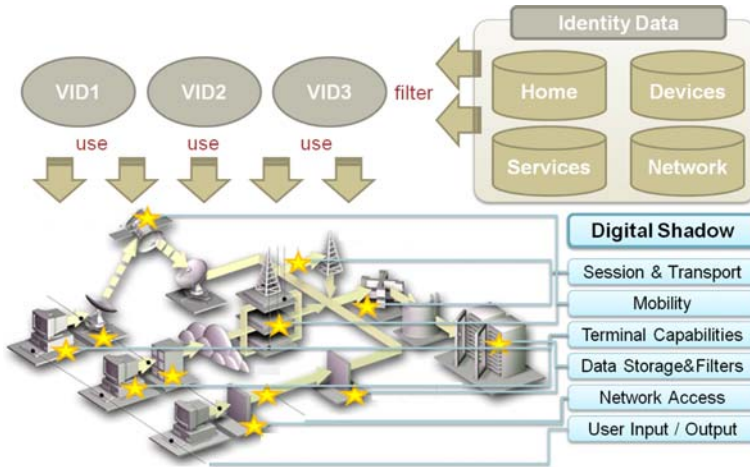 Identity Data
VID1
VID2
VID3
filter
Home
Devices
use
use
use
Services
Network
Digital Shadow
Session & Transport
Mobility
Terminal Capabilities
Data Storage&Filters
Network Access
User Input / Output